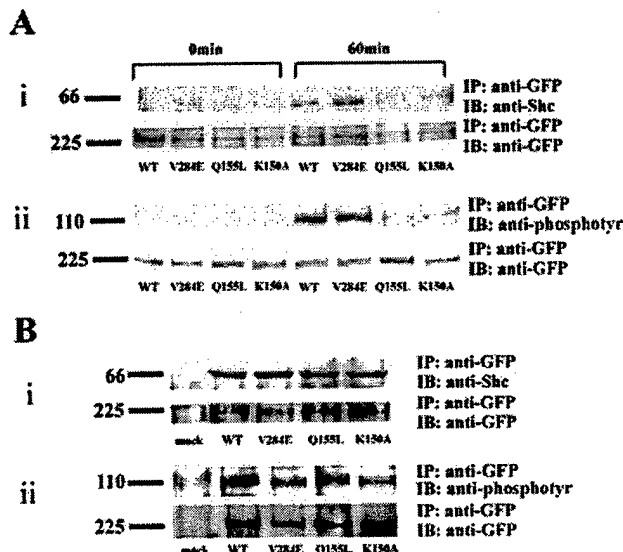 A
0min 60min
i
66
IP: anti-GFP
IB: anti-Shc
225
IP: anti-GFP
IB: anti-GFP
WT V284E Q155L K150A WT V284E Q155L K150A
ii
110
IP: anti-GFP
IB: anti-phosphotyr
225
IP: anti-GFP
IB: anti-GFP
WT V284E Q155L K150A WT V284E Q155L K150A
B
i
66
IP: anti-GFP
IB: anti-Shc
225
IP: anti-GFP
IB: anti-GFP
mock WT V284E Q155L K150A
ii
110
IP: anti-GFP
IB: anti-phosphotyr
225
IP: anti-GFP
IB: anti-GFP
mock WT V284E Q155L K150A